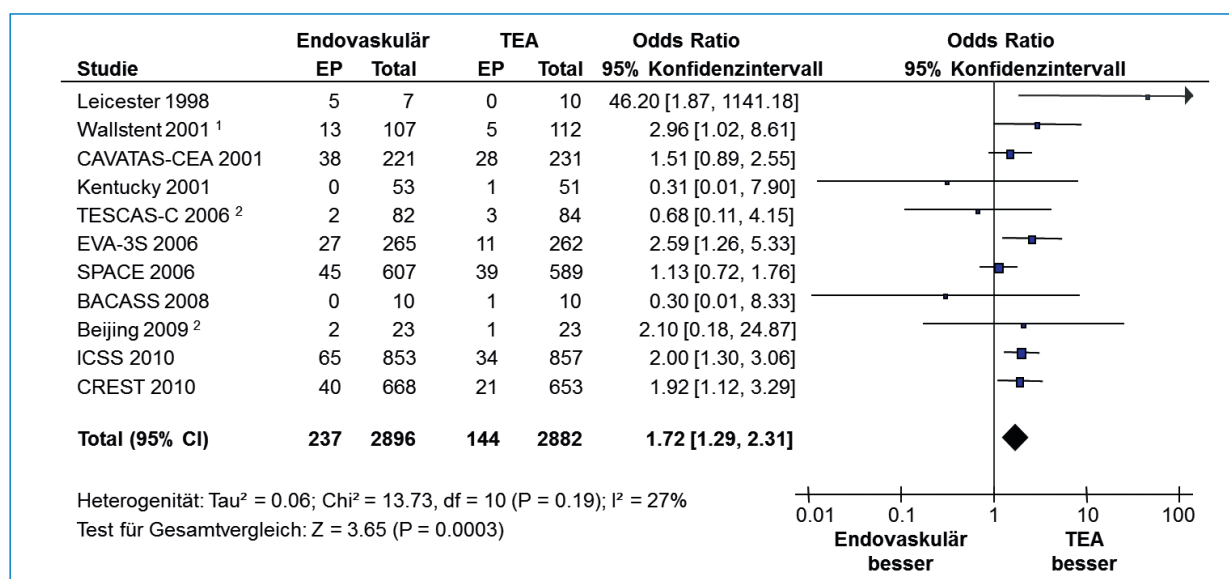 Endovaskulär TEA Odds Ratio Odds Ratio
Studie EP Total EP Total 95% Konfidenzintervall 95% Konfidenzintervall
Leicester 1998 5 7 0 10 46.20 [1.87, 1141.18]
Wallstent 2001 ¹ 13 107 5 112 2.96 [1.02, 8.61]
CAVATAS-CEA 2001 38 221 28 231 1.51 [0.89, 2.55]
Kentucky 2001 0 53 1 51 0.31 [0.01, 7.90]
TESCAS-C 2006 ² 2 82 3 84 0.68 [0.11, 4.15]
EVA-3S 2006 27 265 11 262 2.59 [1.26, 5.33]
SPACE 2006 45 607 39 589 1.13 [0.72, 1.76]
BACASS 2008 0 10 1 10 0.30 [0.01, 8.33]
Beijing 2009 ² 2 23 1 23 2.10 [0.18, 24.87]
ICSS 2010 65 853 34 857 2.00 [1.30, 3.06]
CREST 2010 40 668 21 653 1.92 [1.12, 3.29]
Total (95% CI) 237 2896 144 2882 1.72 [1.29, 2.31]
Heterogenität: Tau² = 0.06; Chi² = 13.73, df = 10 (P = 0.19); I² = 27%
Test für Gesamtvergleich: Z = 3.65 (P = 0.0003)
0.01 0.1 1 10 100
Endovaskulär TEA
besser besser